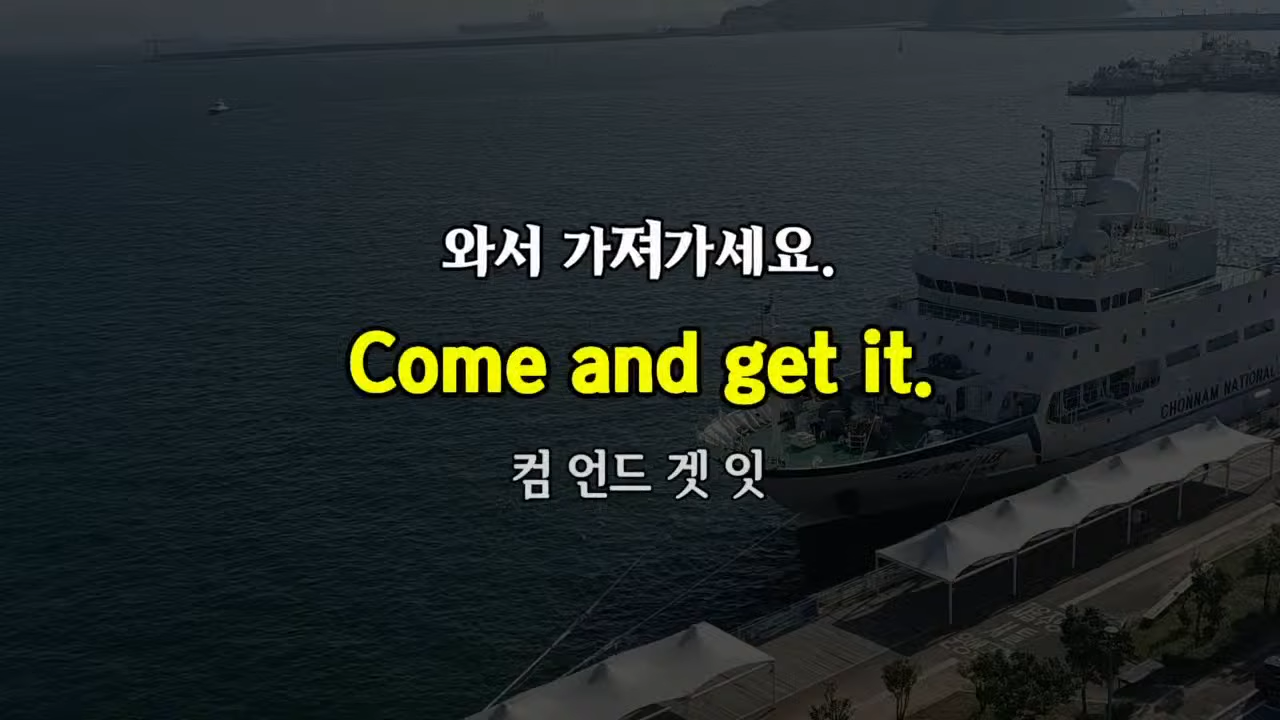 와서 가져가세요.
Come and get it.
컴 언드 겟 잇
CHONNAM NATIONAL